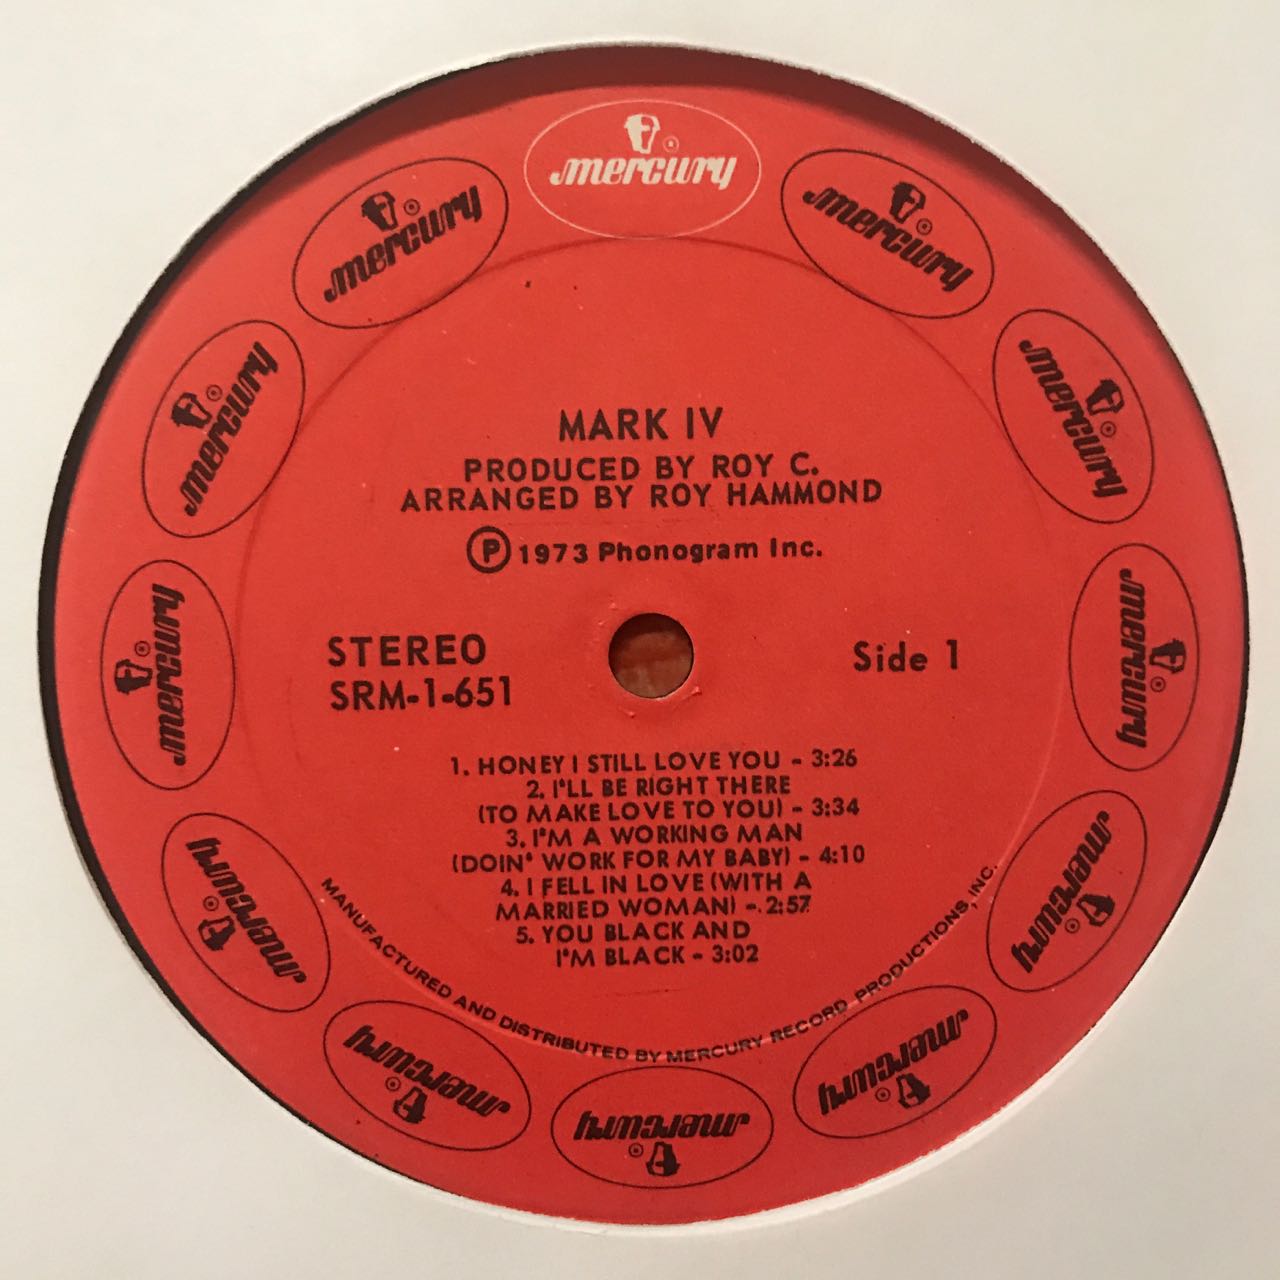 mercury
mercury
mercury
mercury
mercury
mercury
mercury
MARK IV
PRODUCED BY ROY C.
ARRANGED BY ROY HAMMOND
Ⓟ 1973 Phonogram Inc.
STEREO
Side 1
SRM-1-651
1. HONEY I STILL LOVE YOU - 3:26
2. I'LL BE RIGHT THERE
(TO MAKE LOVE TO YOU) - 3:34
3. I'M A WORKING MAN
(DOIN' WORK FOR MY BABY) - 4:10
4. I FELL IN LOVE (WITH A
MARRIED WOMAN) - 2:57
5. YOU BLACK AND
I'M BLACK - 3:02
MANUFACTURED AND DISTRIBUTED BY MERCURY RECORD PRODUCTIONS, INC.
mercury
mercury
mercury
mercury
mercury